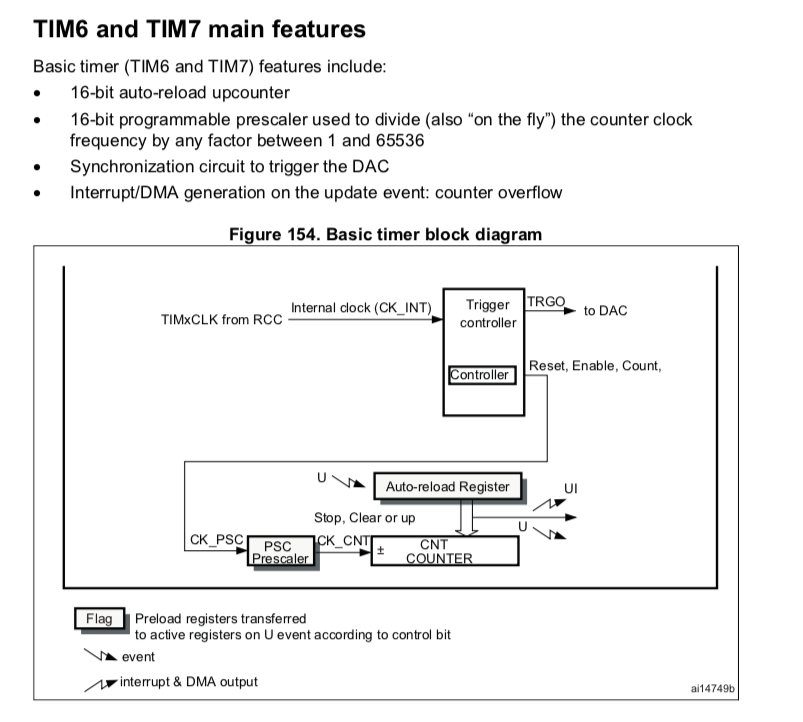 TIM6 and TIM7 main features
Basic timer (TIM6 and TIM7) features include:
• 16-bit auto-reload upcounter
• 16-bit programmable prescaler used to divide (also “on the fly”) the counter clock
frequency by any factor between 1 and 65536
• Synchronization circuit to trigger the DAC
• Interrupt/DMA generation on the update event: counter overflow
Figure 154. Basic timer block diagram
TIMxCLK from RCC
Internal clock (CK_INT)
Trigger
controller
TRGO
to DAC
Controller
Reset, Enable, Count,
U
Auto-reload Register
UI
Stop, Clear or up
U
CK_PSC
PSC
Prescaler
CK_CNT
±
CNT
COUNTER
Flag
Preload registers transferred
to active registers on U event according to control bit
event
interrupt & DMA output
ai14749b